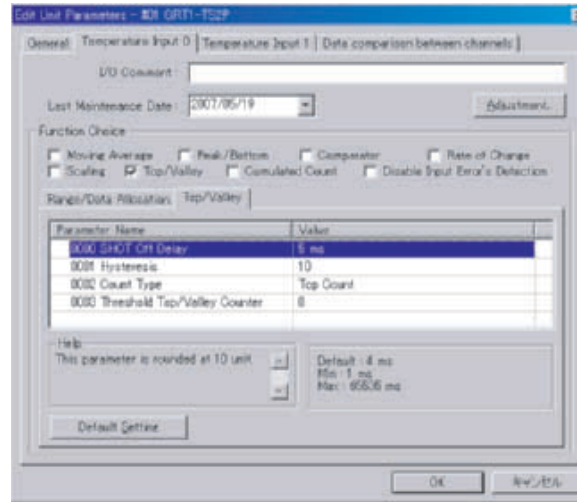 Edit Unit Parameters - #01 GRT1-TS2P
General Temperature Input 0 Temperature Input 1 Data comparison between channels
I/O Comment :
Last Maintenance Date : 2007/05/19 Adjustment.
Function Choice
Moving Average Peak/Bottom Comparator Rate of Change
Scaling Top/Valley Cumulated Count Disable Input Error's Detection
Range/Data Allocation Top/Valley
Parameter Name Value
0080 SHOT Off Delay 5 ms
0081 Hysteresis 10
0082 Count Type Top Count
Threshold Top/Valley Counter
Help
This parameter is rounded at 10 unit
Default : 4 ms
Min : 1 ms
Max : ms
Default Setting
OK キャンセル